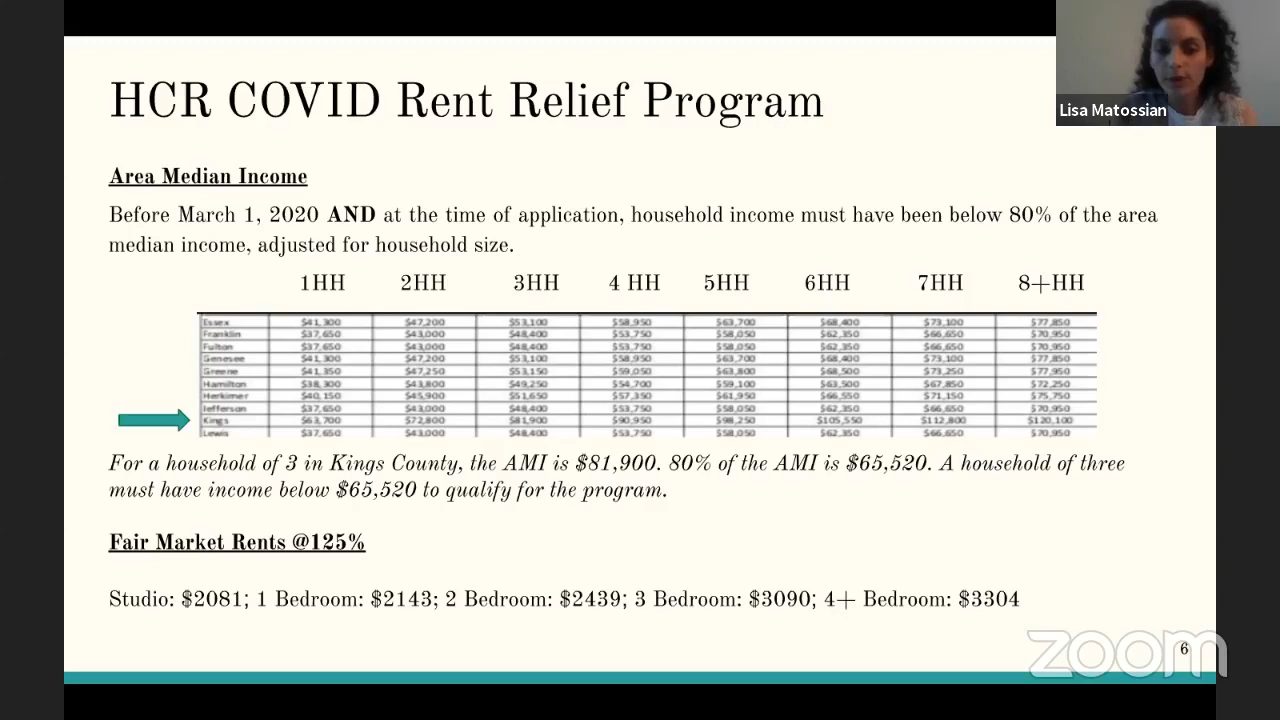 HCR COVID Rent Relief Program
Lisa Matossian
Area Median Income
Before March 1, 2020 AND at the time of application, household income must have been below 80% of the area
median income, adjusted for household size.
1HH 2HH 3HH 4 HH 5HH 6HH 7HH 8+HH
Essex $41,300 $47,200 $53,100 $58,950 $63,700 $68,400 $73,100 $77,850
Franklin $37,650 $43,000 $48,400 $53,750 $58,050 $62,350 $66,650 $70,950
Fulton $37,650 $43,000 $48,400 $53,750 $58,050 $62,350 $66,650 $70,950
Genesee $41,300 $47,200 $53,100 $58,950 $63,700 $68,400 $73,100 $77,850
Greene $41,350 $47,250 $53,150 $59,050 $63,800 $68,500 $73,250 $77,950
Hamilton $38,300 $43,800 $49,250 $54,700 $59,100 $63,500 $67,850 $72,250
Herkimer $40,150 $45,900 $51,650 $57,350 $61,950 $66,550 $71,150 $75,750
Jefferson $37,650 $43,000 $48,400 $53,750 $58,050 $62,350 $66,650 $70,950
Kings $63,700 $72,800 $81,900 $90,950 $98,250 $105,550 $112,800 $120,100
Lewis $37,650 $43,000 $48,400 $53,750 $58,050 $62,350 $66,650 $70,950
For a household of 3 in Kings County, the AMI is $81,900. 80% of the AMI is $65,520. A household of three
must have income below $65,520 to qualify for the program.
Fair Market Rents @125%
Studio: $2081; 1 Bedroom: $2143; 2 Bedroom: $2439; 3 Bedroom: $3090; 4+ Bedroom: $3304
6
zoom